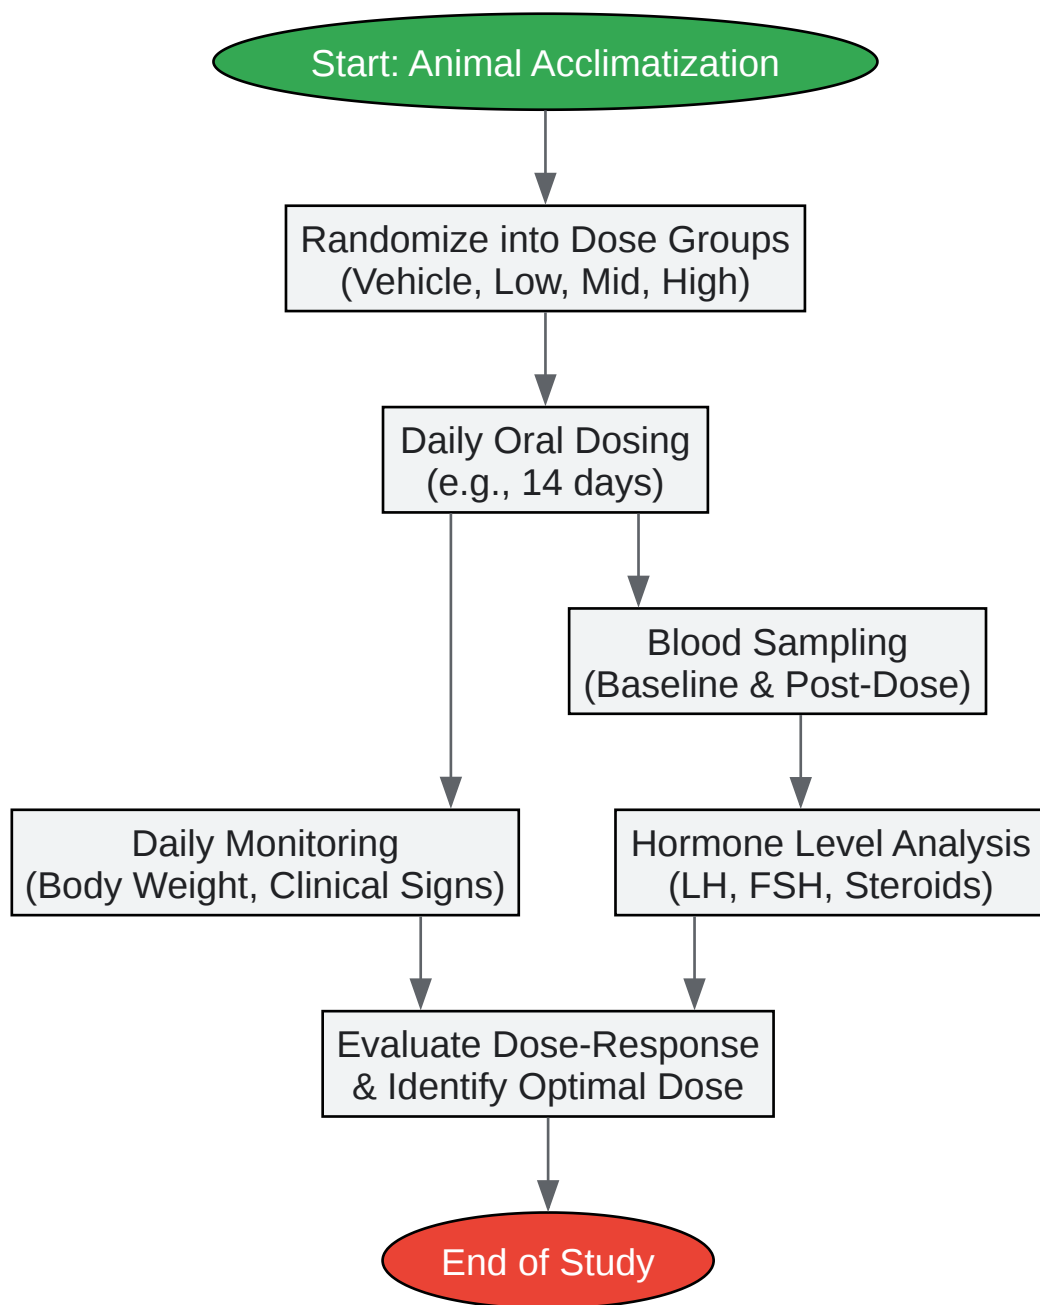 Start: Animal Acclimatization
Randomize into Dose Groups
(Vehicle, Low, Mid, High)
Daily Oral Dosing
(e.g., 14 days)
Blood Sampling
(Baseline & Post-Dose)
Daily Monitoring
(Body Weight, Clinical Signs)
Hormone Level Analysis
(LH, FSH, Steroids)
Evaluate Dose-Response
& Identify Optimal Dose
End of Study